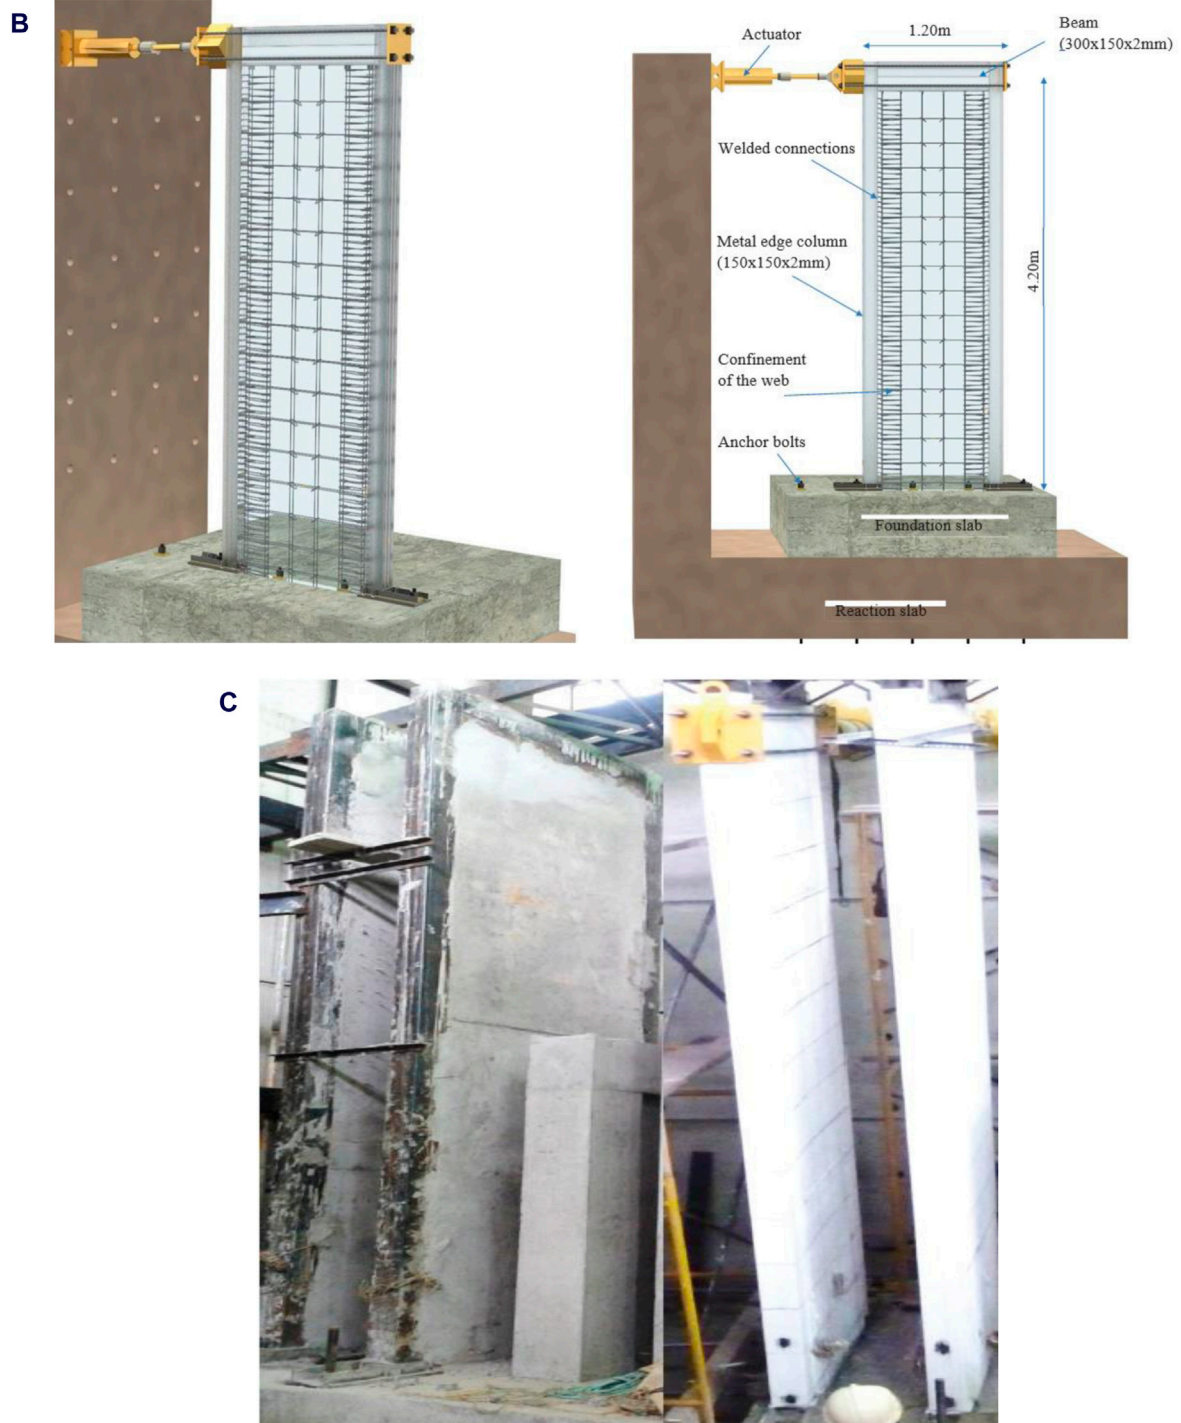 B
Actuator
1.20m
Beam
(300x150x2mm)
Welded connections
Metal edge column
(150x150x2mm)
4.20m
Confinement
of the web
Anchor bolts
Foundation slab
Reaction slab
C